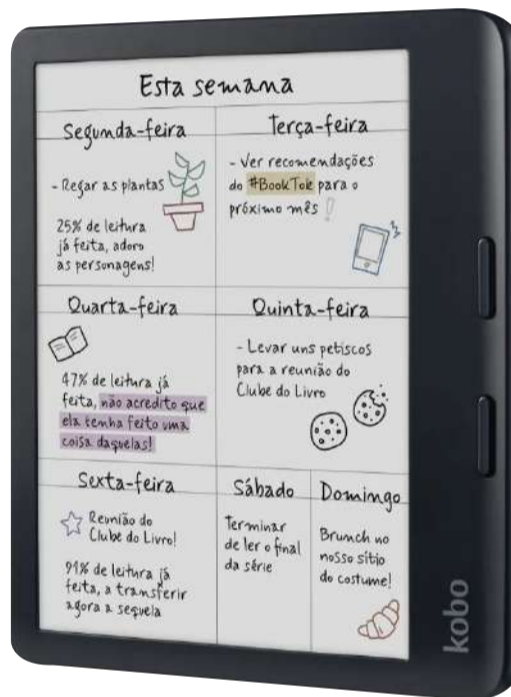 Esta semana
Segunda-feira
- Regar as plantas
25% de leitura
já feita, adoro
as personagens!
Terça-feira
- Ver recomendações
do #BookTok para o
próximo mês!
Quarta-feira
47% de leitura já
feita, não acredito que
ela tenha feito uma
coisa daquelas!
Quinta-feira
- Levar uns petiscos
para a reunião do
Clube do Livro
Sexta-feira
Reunião do
Clube do Livro!
91% de leitura já
feita, a transferir
agora a sequela
Sábado
Terminar
de ler o final
da série
Domingo
Brunch no
nosso sítio
do costume!
kobo